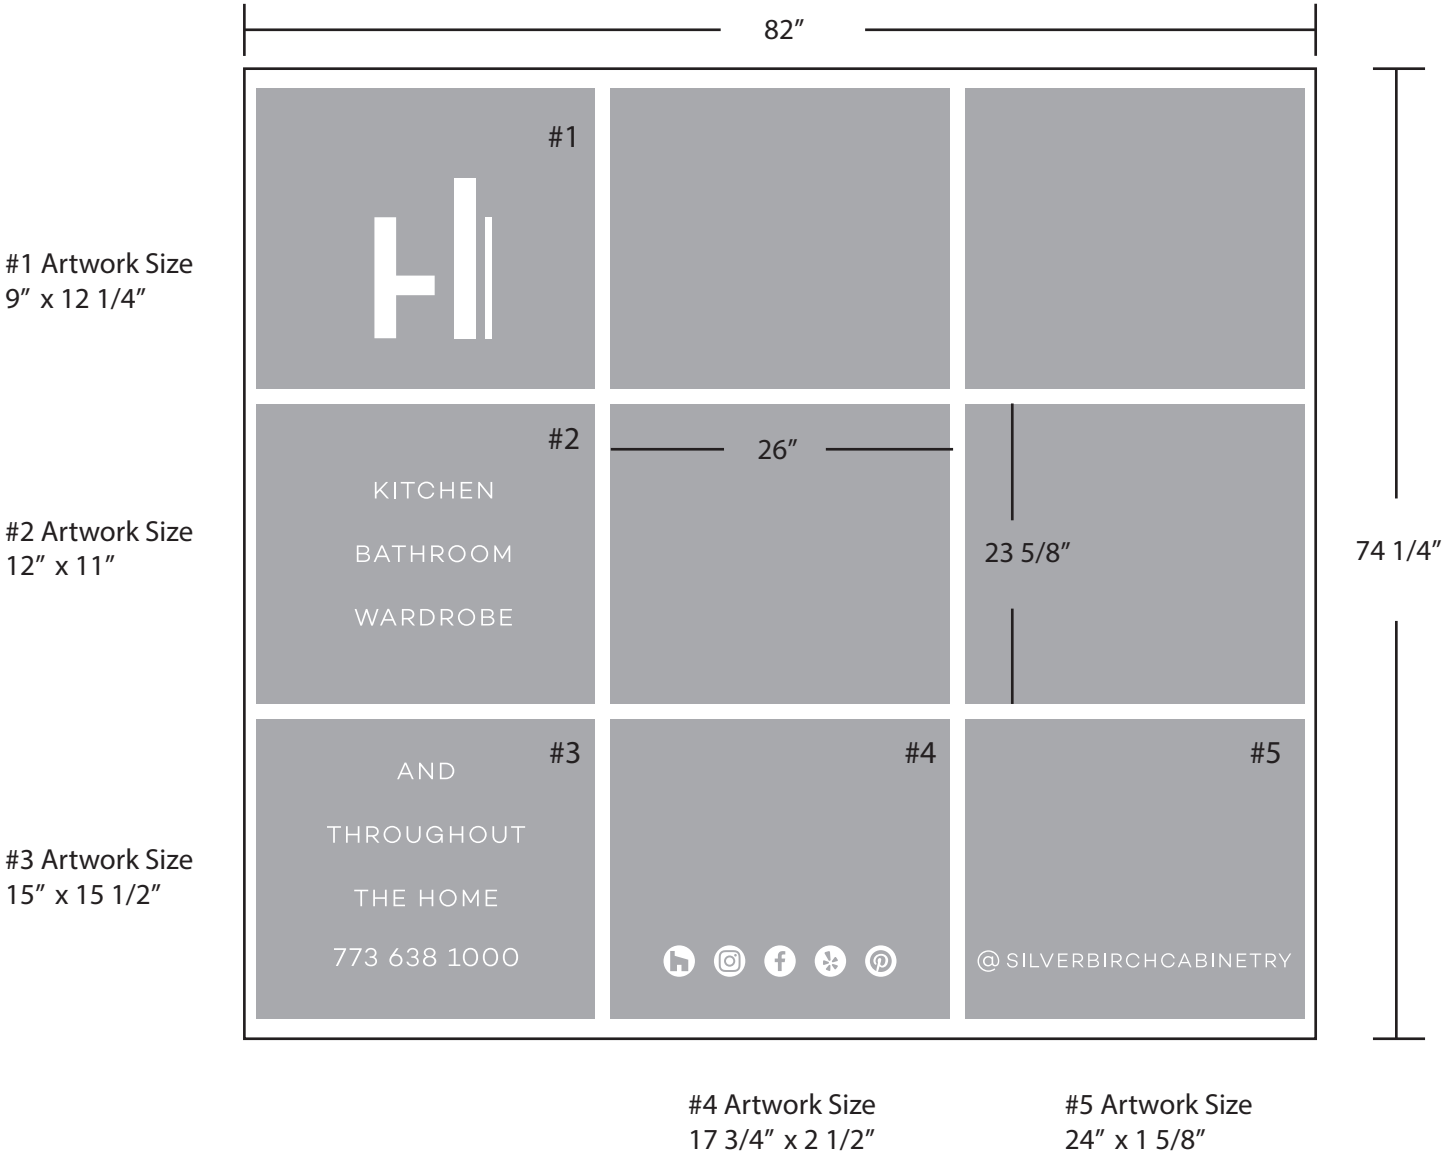 82”
#1
#1 Artwork Size
9” x 12 1/4”
#2
26”
KITCHEN
BATHROOM
WARDROBE
#2 Artwork Size
12” x 11”
23 5/8”
74 1/4”
#3
#4
#5
AND
THROUGHOUT
THE HOME
773 638 1000
#3 Artwork Size
15” x 15 1/2”
@SILVERBIRCHCABINETRY
#4 Artwork Size
17 3/4” x 2 1/2”
#5 Artwork Size
24” x 1 5/8”